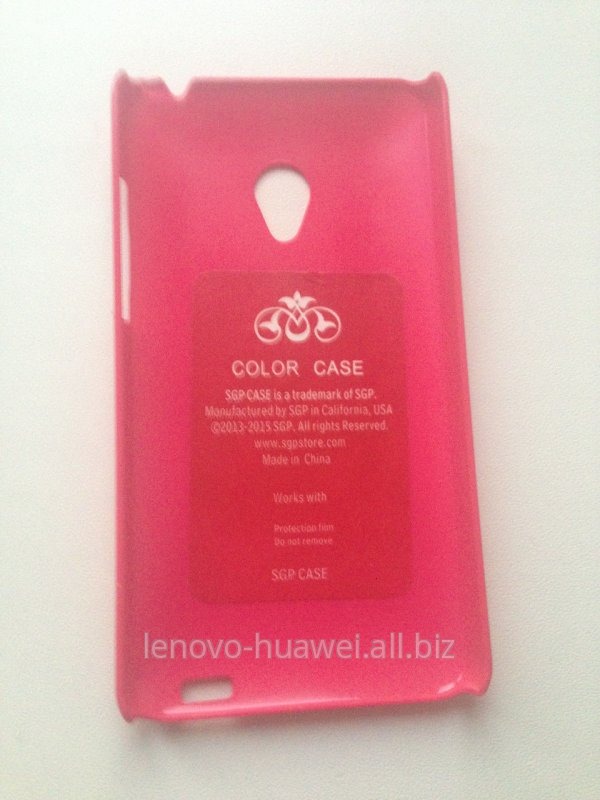 COLOR CASE
SGP CASE is a trademark of SGP.
Manufactured by SGP in California, USA
©2013-2015 SGP, All rights Reserved.
www.sgpstore.com
Made in China
Works with
Protection film
Do not remove
SGP CASE
lenovo-huawei.all.biz